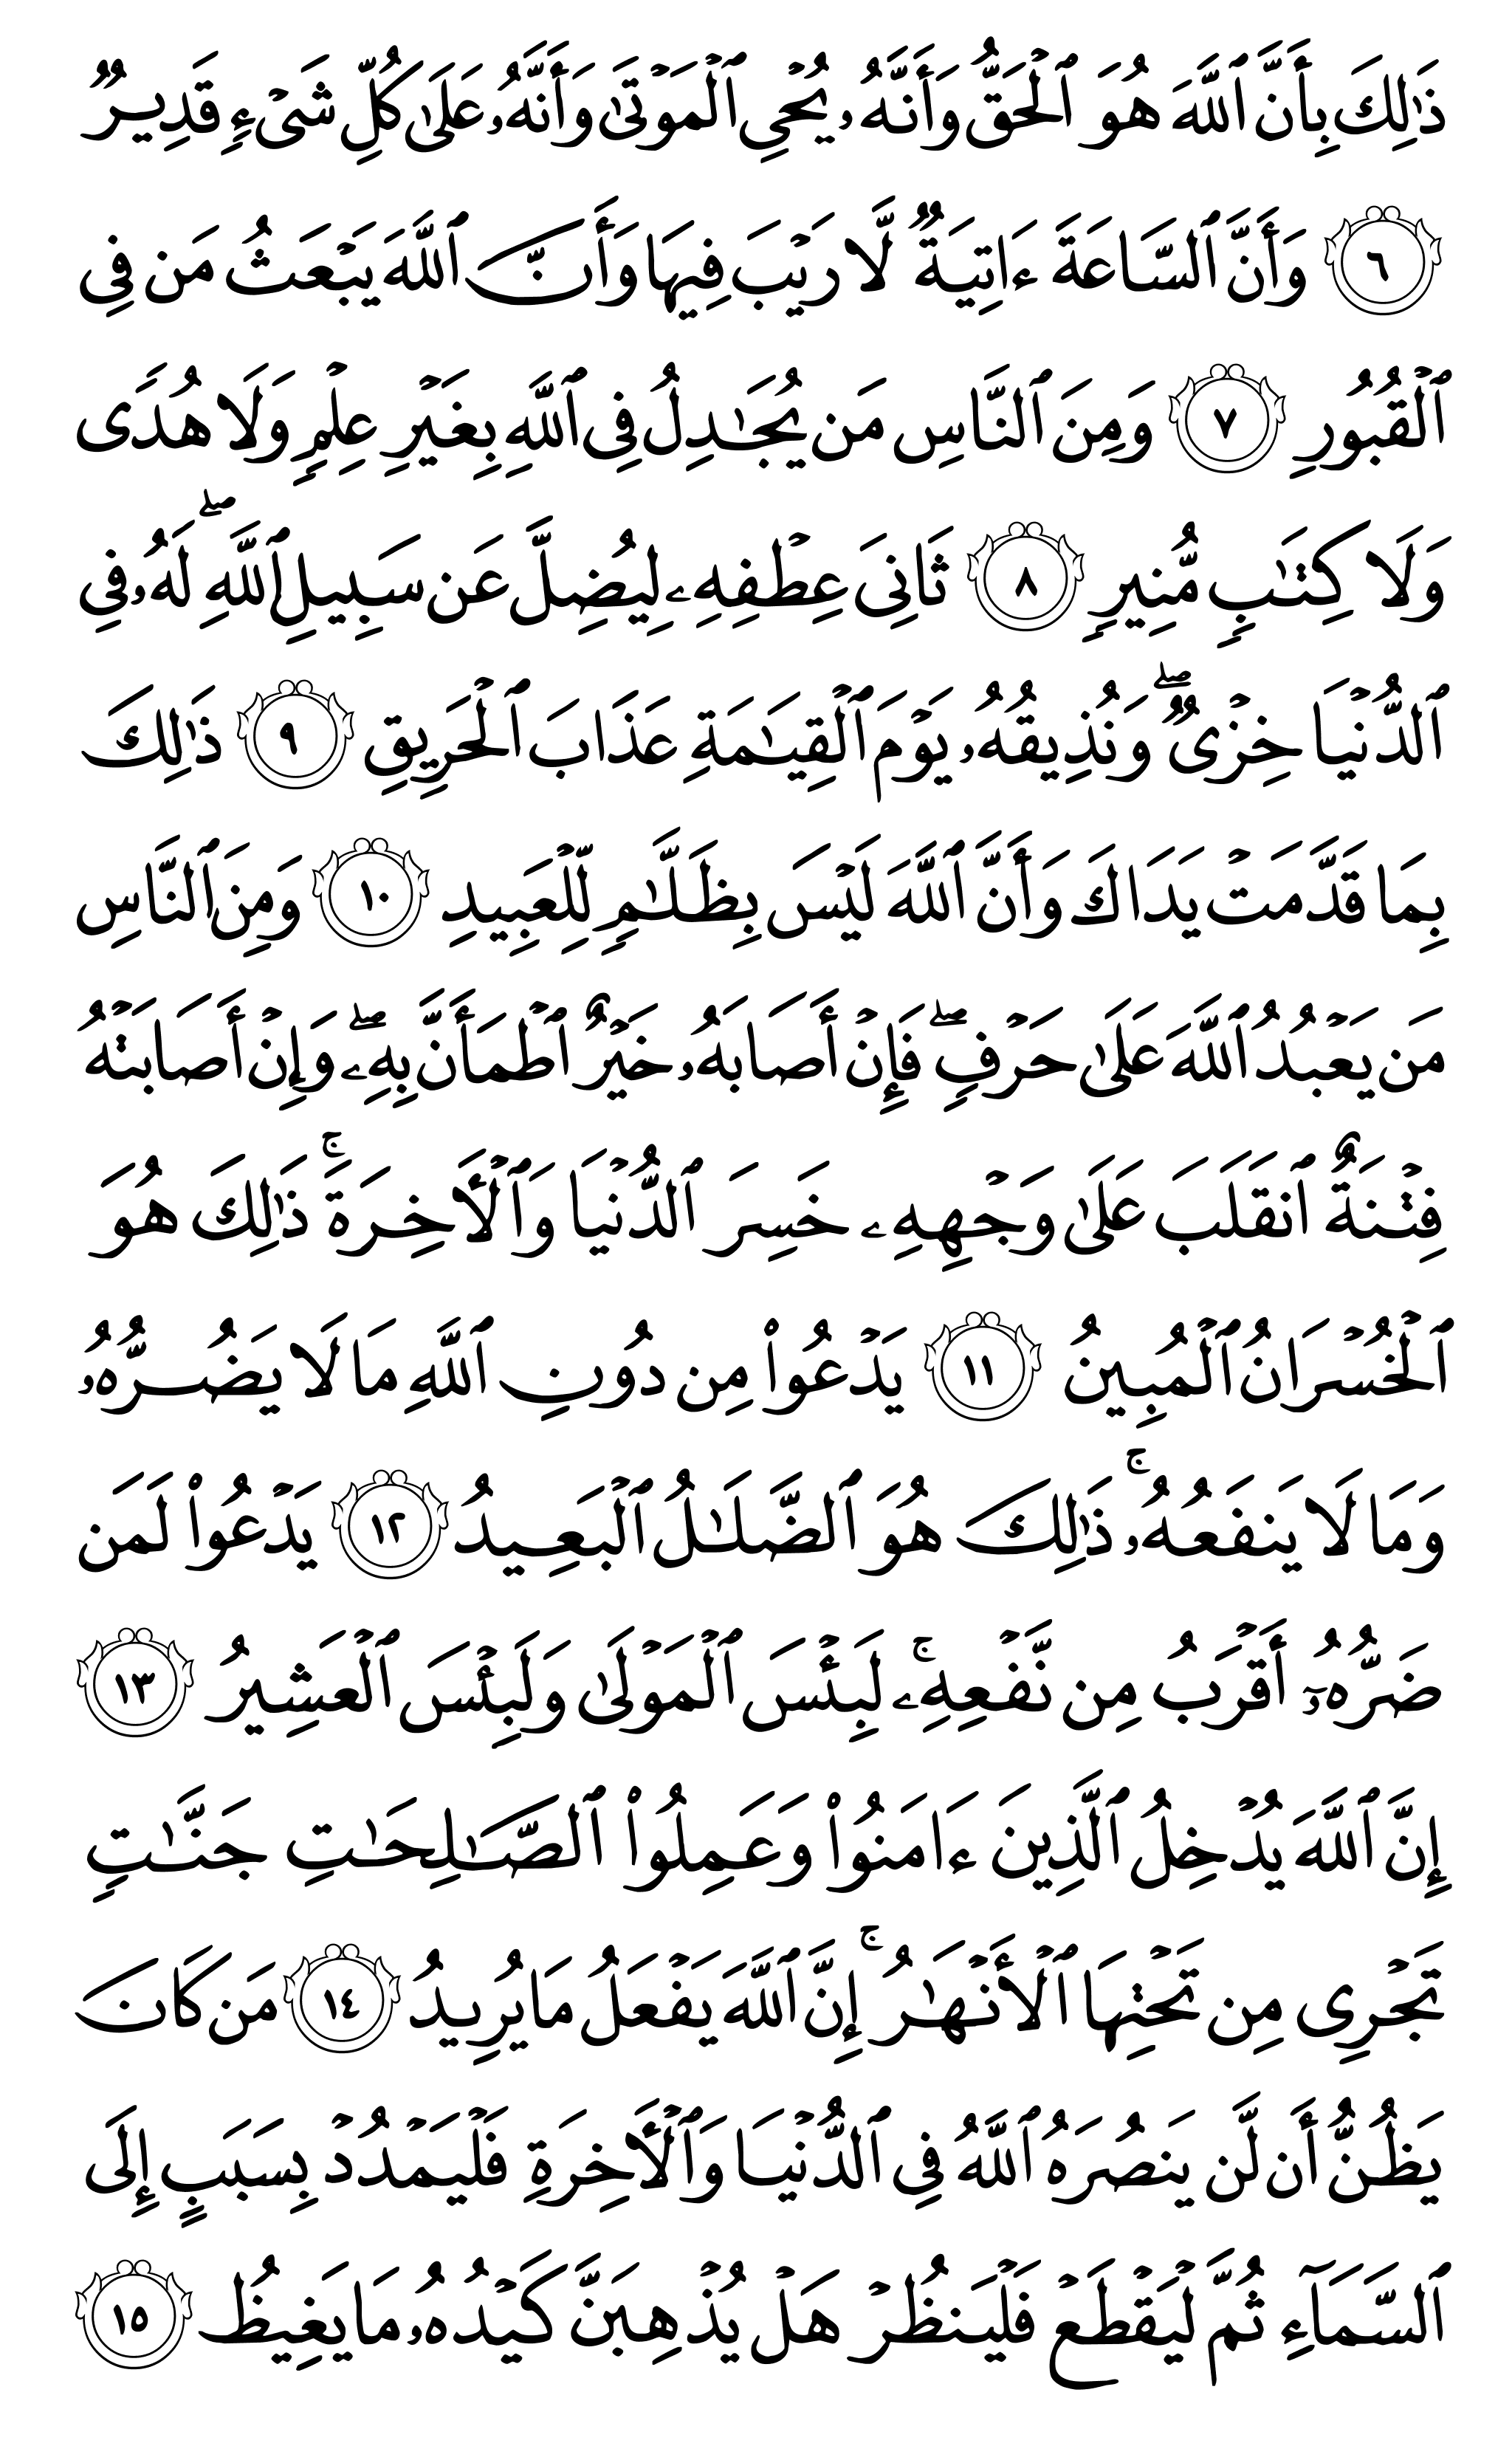 ذَٰلِكَ بِأَنَّ ٱللَّهَ هُوَ ٱلۡحَقُّ وَأَنَّهُۥ يُحۡيِ ٱلۡمَوۡتَىٰ وَأَنَّهُۥ عَلَىٰ كُلِّ شَيۡءٖ قَدِيرٞ
٦ وَأَنَّ ٱلسَّاعَةَ ءَاتِيَةٞ لَّا رَيۡبَ فِيهَا وَأَنَّ ٱللَّهَ يَبۡعَثُ مَن فِي
ٱلۡقُبُورِ ٧ وَمِنَ ٱلنَّاسِ مَن يُجَٰدِلُ فِي ٱللَّهِ بِغَيۡرِ عِلۡمٖ وَلَا هُدٗى
وَلَا كِتَٰبٖ مُّنِيرٖ ٨ ثَانِيَ عِطۡفِهِۦ لِيُضِلَّ عَن سَبِيلِ ٱللَّهِۖ لَهُۥ فِي
ٱلدُّنۡيَا خِزۡيٞۖ وَنُذِيقُهُۥ يَوۡمَ ٱلۡقِيَٰمَةِ عَذَابَ ٱلۡحَرِيقِ ٩ ذَٰلِكَ
بِمَا قَدَّمَتۡ يَدَاكَ وَأَنَّ ٱللَّهَ لَيۡسَ بِظَلَّٰمٖ لِّلۡعَبِيدِ ١٠ وَمِنَ ٱلنَّاسِ
مَن يَعۡبُدُ ٱللَّهَ عَلَىٰ حَرۡفٖۖ فَإِنۡ أَصَابَهُۥ خَيۡرٌ ٱطۡمَأَنَّ بِهِۦۖ وَإِنۡ أَصَابَتۡهُ
فِتۡنَةٌ ٱنقَلَبَ عَلَىٰ وَجۡهِهِۦ خَسِرَ ٱلدُّنۡيَا وَٱلۡأٓخِرَةَۚ ذَٰلِكَ هُوَ
ٱلۡخُسۡرَانُ ٱلۡمُبِينُ ١١ يَدۡعُواْ مِن دُونِ ٱللَّهِ مَا لَا يَضُرُّهُۥ
وَمَا لَا يَنفَعُهُۥۚ ذَٰلِكَ هُوَ ٱلضَّلَٰلُ ٱلۡبَعِيدُ ١٢ يَدۡعُواْ لَمَن
ضَرُّهُۥٓ أَقۡرَبُ مِن نَّفۡعِهِۦۚ لَبِئۡسَ ٱلۡمَوۡلَىٰ وَلَبِئۡسَ ٱلۡعَشِيرُ ١٣
إِنَّ ٱللَّهَ يُدۡخِلُ ٱلَّذِينَ ءَامَنُواْ وَعَمِلُواْ ٱلصَّٰلِحَٰتِ جَنَّٰتٖ
تَجۡرِي مِن تَحۡتِهَا ٱلۡأَنۡهَٰرُۚ إِنَّ ٱللَّهَ يَفۡعَلُ مَا يُرِيدُ ١٤ مَن كَانَ
يَظُنُّ أَن لَّن يَنصُرَهُ ٱللَّهُ فِي ٱلدُّنۡيَا وَٱلۡأٓخِرَةِ فَلۡيَمۡدُدۡ بِسَبَبٍ إِلَى
ٱلسَّمَآءِ ثُمَّ لۡيَقۡطَعۡ فَلۡيَنظُرۡ هَلۡ يُذۡهِبَنَّ كَيۡدُهُۥ مَا يَغِيظُ ١٥